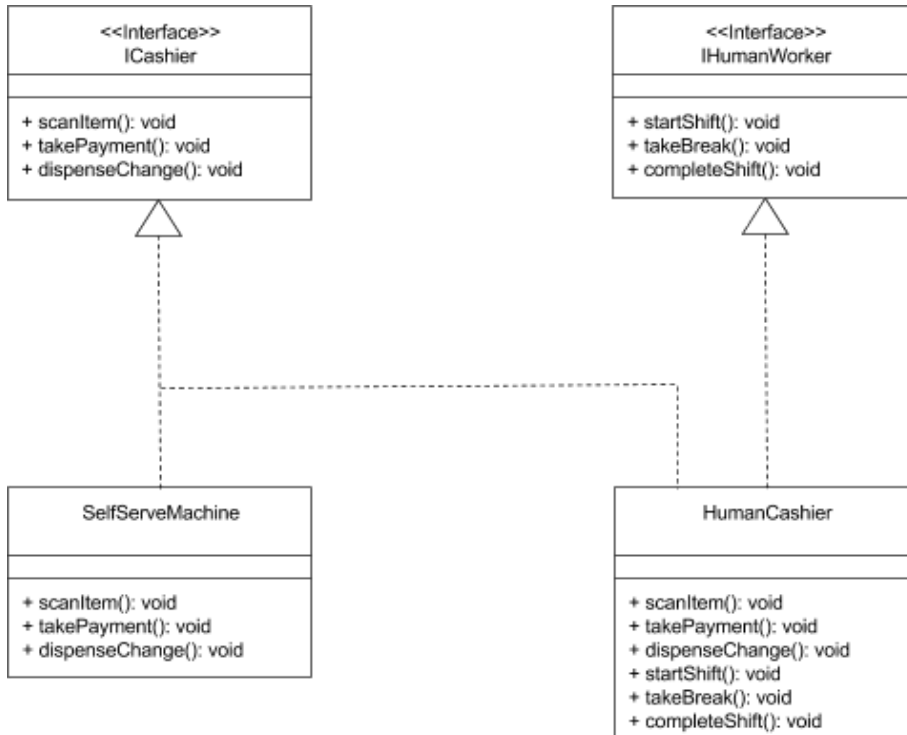 <<Interface>>
ICashier
+ scanItem(): void
+ takePayment(): void
+ dispenseChange(): void
<<Interface>>
IHumanWorker
+ startShift(): void
+ takeBreak(): void
+ completeShift(): void
SelfServeMachine
+ scanItem(): void
+ takePayment(): void
+ dispenseChange(): void
HumanCashier
+ scanItem(): void
+ takePayment(): void
+ dispenseChange(): void
+ startShift(): void
+ takeBreak(): void
+ completeShift(): void